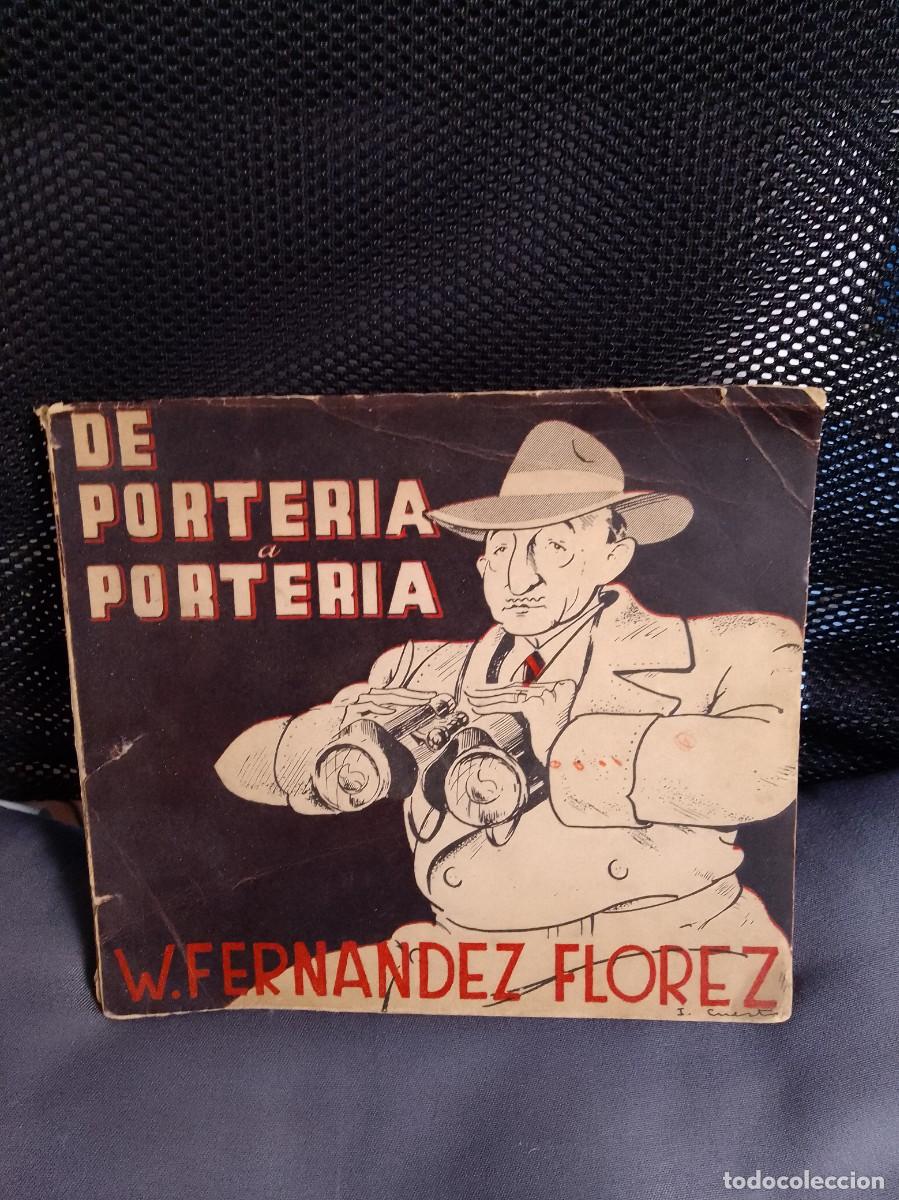 DE
PORTERIA
a
PORTERIA
W. FERNANDEZ FLOREZ
todocoleccion